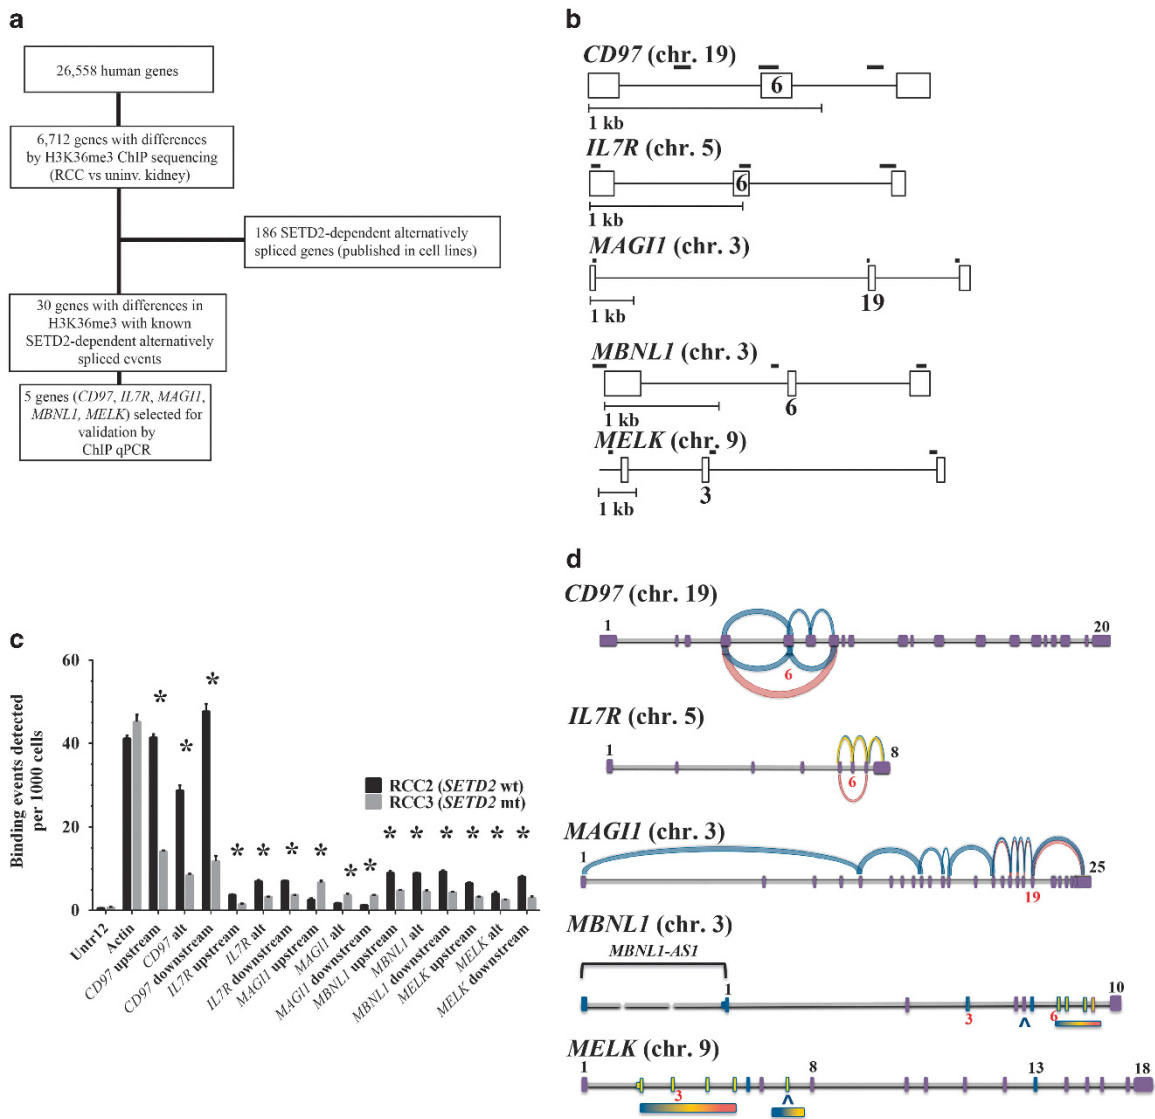 a
26,558 human genes
6,712 genes with differences
by H3K36me3 ChIP sequencing
(RCC vs uninv. kidney)
186 SETD2-dependent alternatively
spliced genes (published in cell lines)
30 genes with differences in
H3K36me3 with known
SETD2-dependent alternatively
spliced events
5 genes (CD97, IL7R, MAGI1,
MBNL1, MELK) selected for
validation by
ChIP qPCR
b
CD97 (chr. 19)
6
1 kb
IL7R (chr. 5)
6
1 kb
MAGI1 (chr. 3)
19
1 kb
MBNL1 (chr. 3)
6
1 kb
MELK (chr. 9)
3
1 kb
c
Binding events detected
per 1000 cells
60
40
20
0
* * * * * * * * * * * * * * *
RCC2 (SETD2 wt)
RCC3 (SETD2 mt)
Untr12
Actin
CD97 upstream
CD97 alt
CD97 downstream
IL7R upstream
IL7R alt
IL7R downstream
MAGI1 upstream
MAGI1 alt
MAGI1 downstream
MBNL1 upstream
MBNL1 alt
MBNL1 downstream
MELK upstream
MELK alt
MELK downstream
d
CD97 (chr. 19)
1 20
6
IL7R (chr. 5)
1 8
6
MAGI1 (chr. 3)
1 25
19
MBNL1 (chr. 3)
MBNL1-AS1
1 10
3 ^ 6
MELK (chr. 9)
1 8 13 18
3 ^